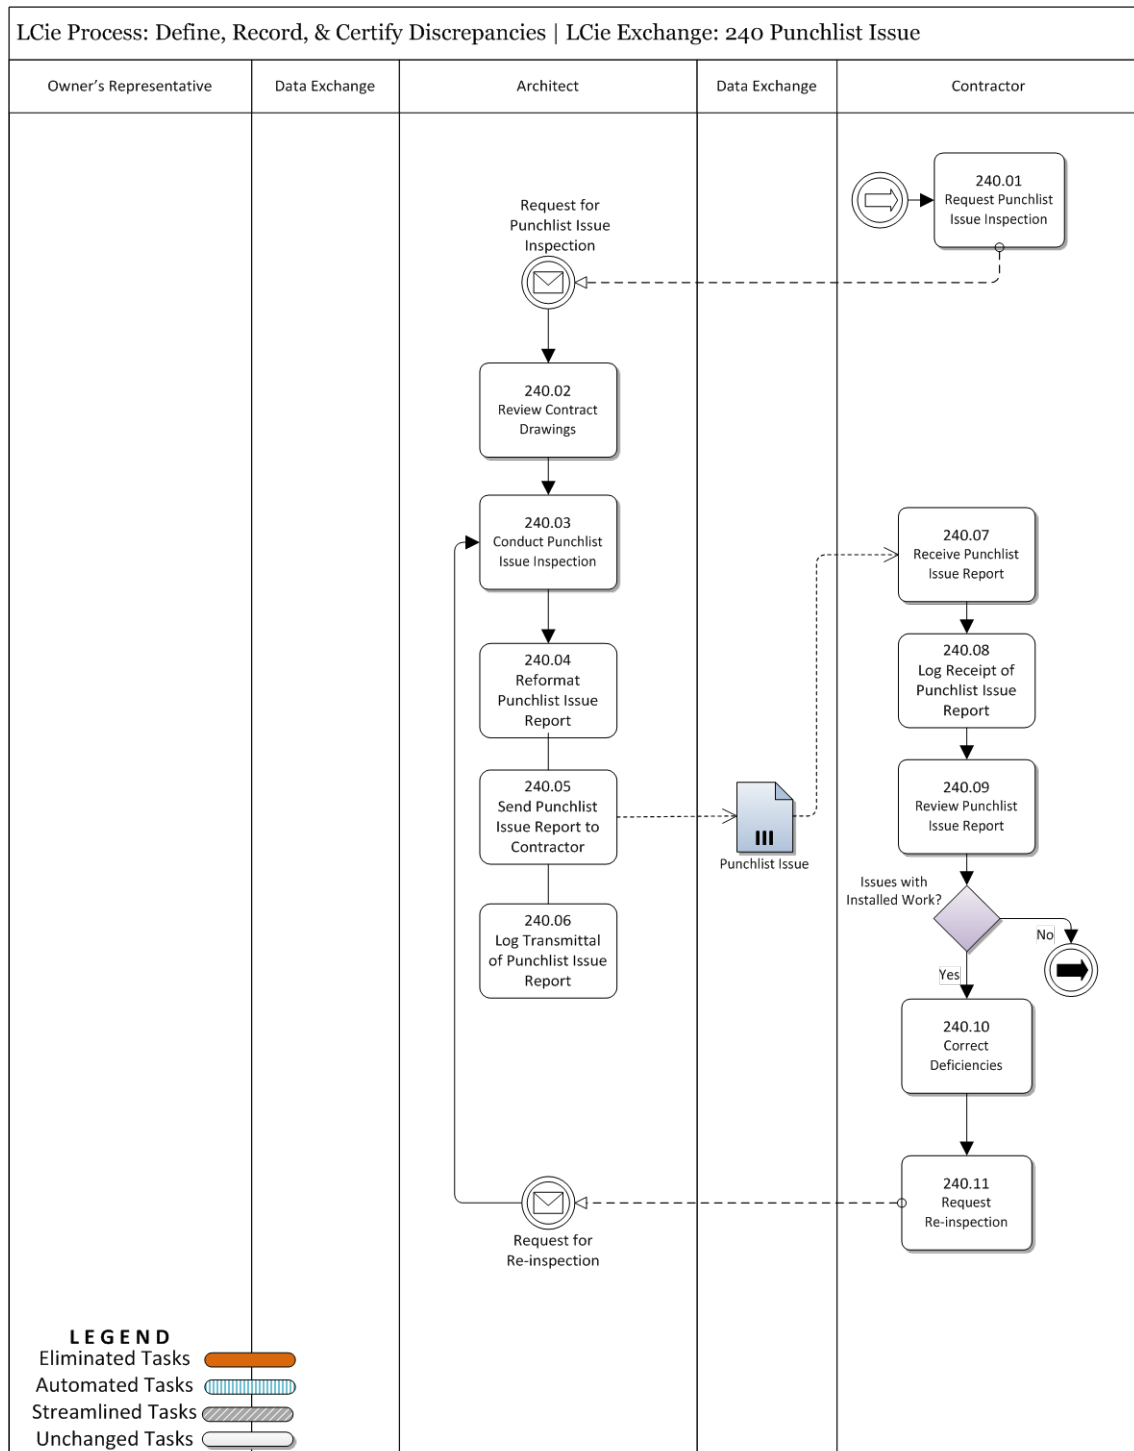 LCie Process: Define, Record, & Certify Discrepancies | LCie Exchange: 240 Punchlist Issue
Owner's Representative
Data Exchange
Architect
Data Exchange
Contractor
240.01
Request Punchlist
Issue Inspection
Request for
Punchlist Issue
Inspection
240.02
Review Contract
Drawings
240.03
Conduct Punchlist
Issue Inspection
240.04
Reformat
Punchlist Issue
Report
240.05
Send Punchlist
Issue Report to
Contractor
240.06
Log Transmittal
of Punchlist Issue
Report
Punchlist Issue
240.07
Receive Punchlist
Issue Report
240.08
Log Receipt of
Punchlist Issue
Report
240.09
Review Punchlist
Issue Report
Issues with
Installed Work?
No
Yes
240.10
Correct
Deficiencies
240.11
Request
Re-inspection
Request for
Re-inspection
LEGEND
Eliminated Tasks
Automated Tasks
Streamlined Tasks
Unchanged Tasks